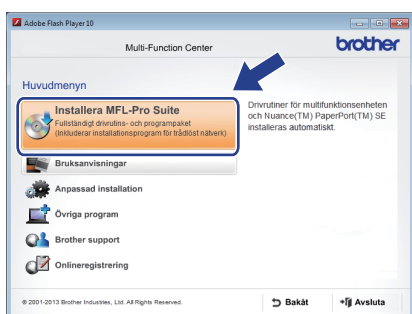 Adobe Flash Player 10
Multi-Function Center
brother
Huvudmenyn
Installera MFL-Pro Suite
Fullständigt drivrutins- och programpaket
(Inkluderar installationsprogram för trådlöst nätverk)
Drivrutiner för multifunktionsenheten
och Nuance(TM) PaperPort(TM) SE
installeras automatiskt.
Bruksanvisningar
Anpassad installation
Övriga program
Brother support
Onlineregistrering
© 2001-2013 Brother Industries, Ltd. All Rights Reserved.
Bakåt
Avsluta